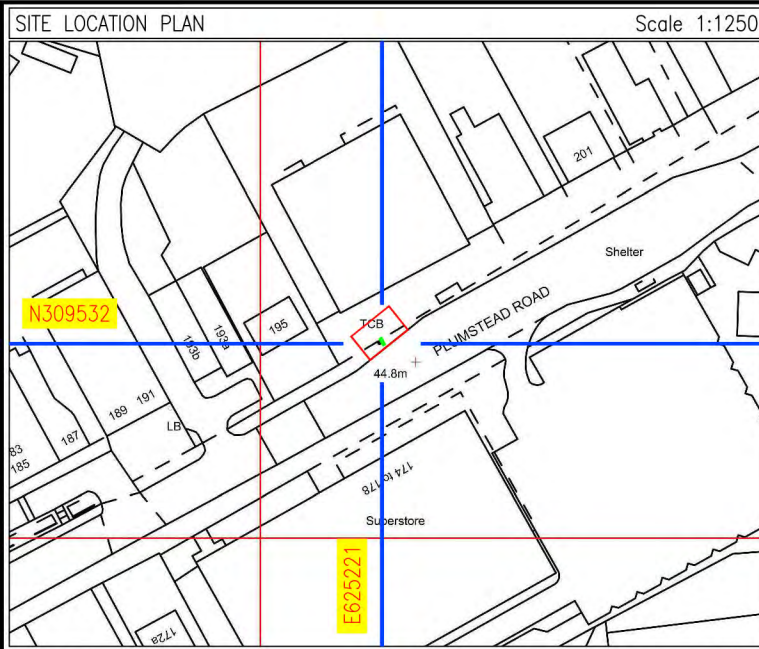 SITE LOCATION PLAN
Scale 1:1250
201
Shelter
N309532
TCB
PLUMSTEAD ROAD
195
193a
193b
44.8m
189 191
LB
187
83
185
174 to 178
Superstore
E625221
172a